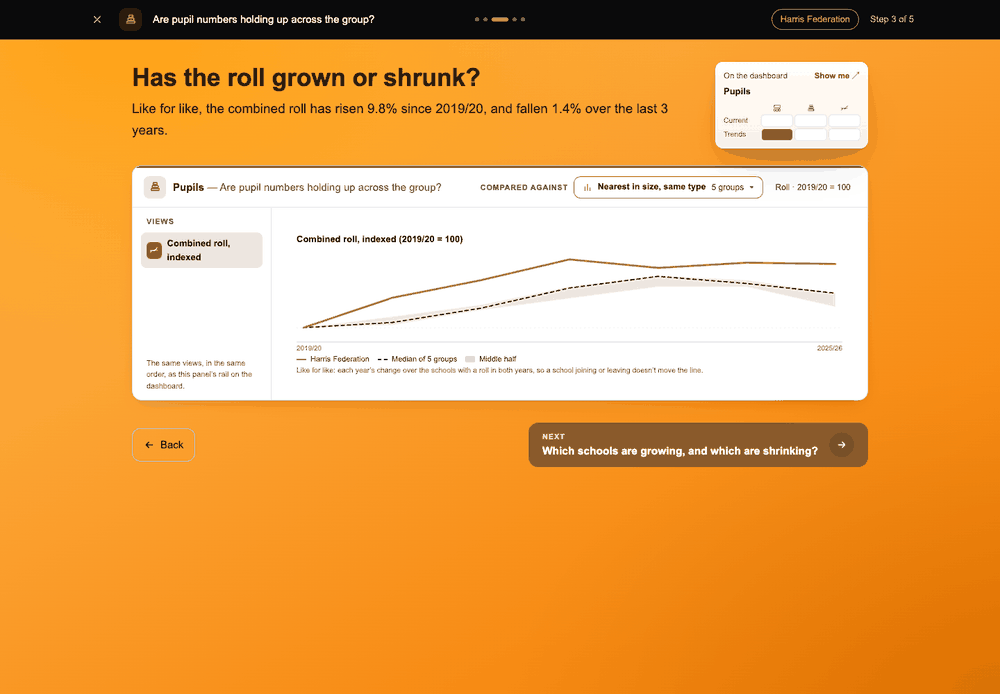 Are pupil numbers holding up across the group?
Harris Federation
Step 3 of 5
Has the roll grown or shrunk?
Like for like, the combined roll has risen 9.8% since 2019/20, and fallen 1.4% over the last 3
years.
On the dashboard
Show me
Pupils
Current
Trends
Pupils — Are pupil numbers holding up across the group?
COMPARED AGAINST
Nearest in size, same type 5 groups
Roll · 2019/20 = 100
VIEWS
Combined roll,
indexed
The same views, in the same
order, as this panel's rail on the
dashboard.
Combined roll, indexed (2019/20 = 100)
2019/20
2025/26
Harris Federation
Median of 5 groups
Middle half
Like for like: each year's change over the schools with a roll in both years, so a school joining or leaving doesn't move the line.
← Back
NEXT
Which schools are growing, and which are shrinking?
→